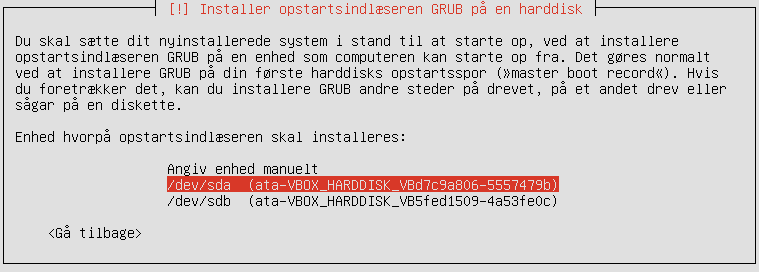 [!] Installer opstartsindlæseren GRUB på en harddisk
Du skal sætte dit nyinstallerede system i stand til at starte op, ved at installere
opstartsindlæseren GRUB på en enhed som computeren kan starte op fra. Det gøres normalt
ved at installere GRUB på din første harddisks opstartsspor (»master boot record«). Hvis
du foretrækker det, kan du installere GRUB andre steder på drevet, på et andet drev eller
sågar på en diskette.
Enhed hvorpå opstartsindlæseren skal installeres:
Angiv enhed manuelt
/dev/sda (ata-VBOX_HARDDISK_VBd7c9a806-5557479b)
/dev/sdb (ata-VBOX_HARDDISK_VB5fed1509-4a53fe0c)
<Gå tilbage>